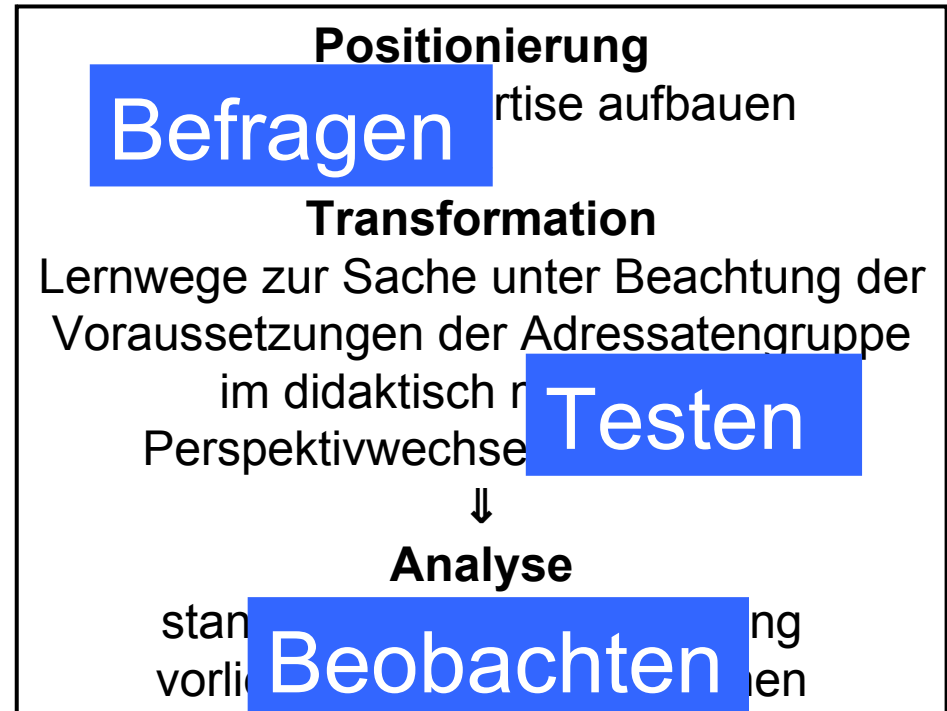 Positionierung
Befragen rtise aufbauen
Transformation
Lernwege zur Sache unter Beachtung der
Voraussetzungen der Adressatengruppe
im didaktisch
Perspektivwechse Testen
⇓
Analyse
stan ng
vorli Beobachten en